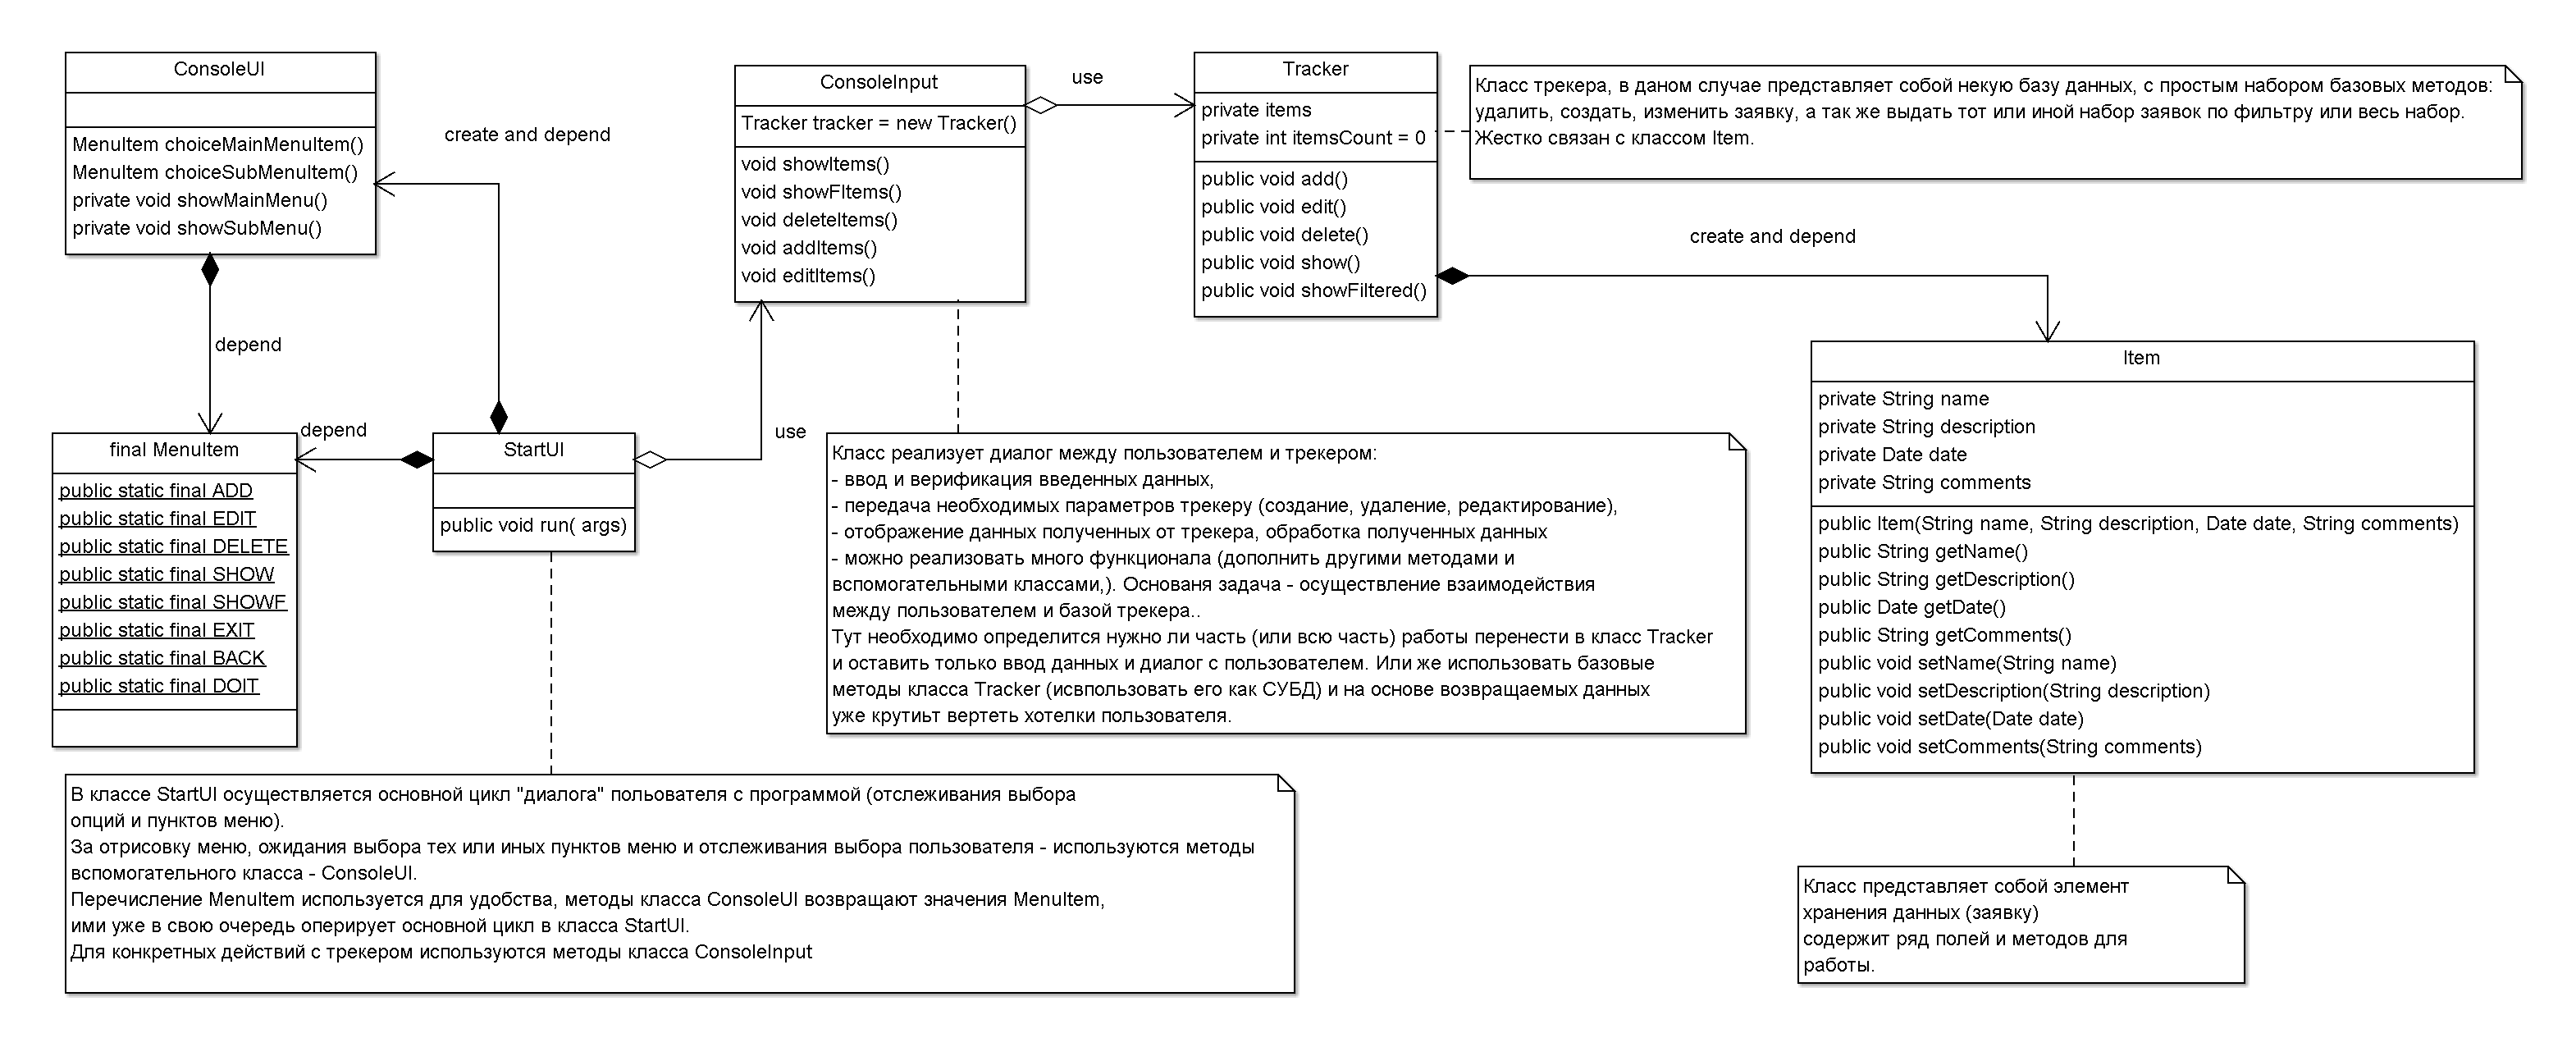 ConsoleUI
MenuItem choiceMainMenuItem()
MenuItem choiceSubMenuItem()
private void showMainMenu()
private void showSubMenu()
create and depend
depend
final MenuItem
public static final ADD
public static final EDIT
public static final DELETE
public static final SHOW
public static final SHOWF
public static final EXIT
public static final BACK
public static final DOIT
depend
StartUI
public void run( args)
use
ConsoleInput
Tracker tracker = new Tracker()
void showItems()
void showFItems()
void deleteItems()
void addItems()
void editItems()
use
Tracker
private items
private int itemsCount = 0
public void add()
public void edit()
public void delete()
public void show()
public void showFiltered()
Класс трекера, в даном случае представляет собой некую базу данных, с простым набором базовых методов:
удалить, создать, изменить заявку, а так же выдать тот или иной набор заявок по фильтру или весь набор.
Жестко связан с классом Item.
create and depend
Item
private String name
private String description
private Date date
private String comments
public Item(String name, String description, Date date, String comments)
public String getName()
public String getDescription()
public Date getDate()
public String getComments()
public void setName(String name)
public void setDescription(String description)
public void setDate(Date date)
public void setComments(String comments)
Класс реализует диалог между пользователем и трекером:
- ввод и верификация введенных данных,
- передача необходимых параметров трекеру (создание, удаление, редактирование),
- отображение данных полученных от трекера, обработка полученных данных
- можно реализовать много функционала (дополнить другими методами и
вспомогательными классами,). Основаня задача - осуществление взаимодействия
между пользователем и базой трекера..
Тут необходимо определится нужно ли часть (или всю часть) работы перенести в класс Tracker
и оставить только ввод данных и диалог с пользователем. Или же использовать базовые
методы класса Tracker (исвпользовать его как СУБД) и на основе возвращаемых данных
уже крутиьт вертеть хотелки пользователя.
В классе StartUI осуществляется основной цикл "диалога" польователя с программой (отслеживания выбора
опций и пунктов меню).
За отрисовку меню, ожидания выбора тех или иных пунктов меню и отслеживания выбора пользователя - используются методы
вспомогательного класса - ConsoleUI.
Перечисление MenuItem используется для удобства, методы класса ConsoleUI возвращают значения MenuItem,
ими уже в свою очередь оперирует основной цикл в класса StartUI.
Для конкретных действий с трекером используются методы класса ConsoleInput
Класс представляет собой элемент
хранения данных (заявку)
содержит ряд полей и методов для
работы.